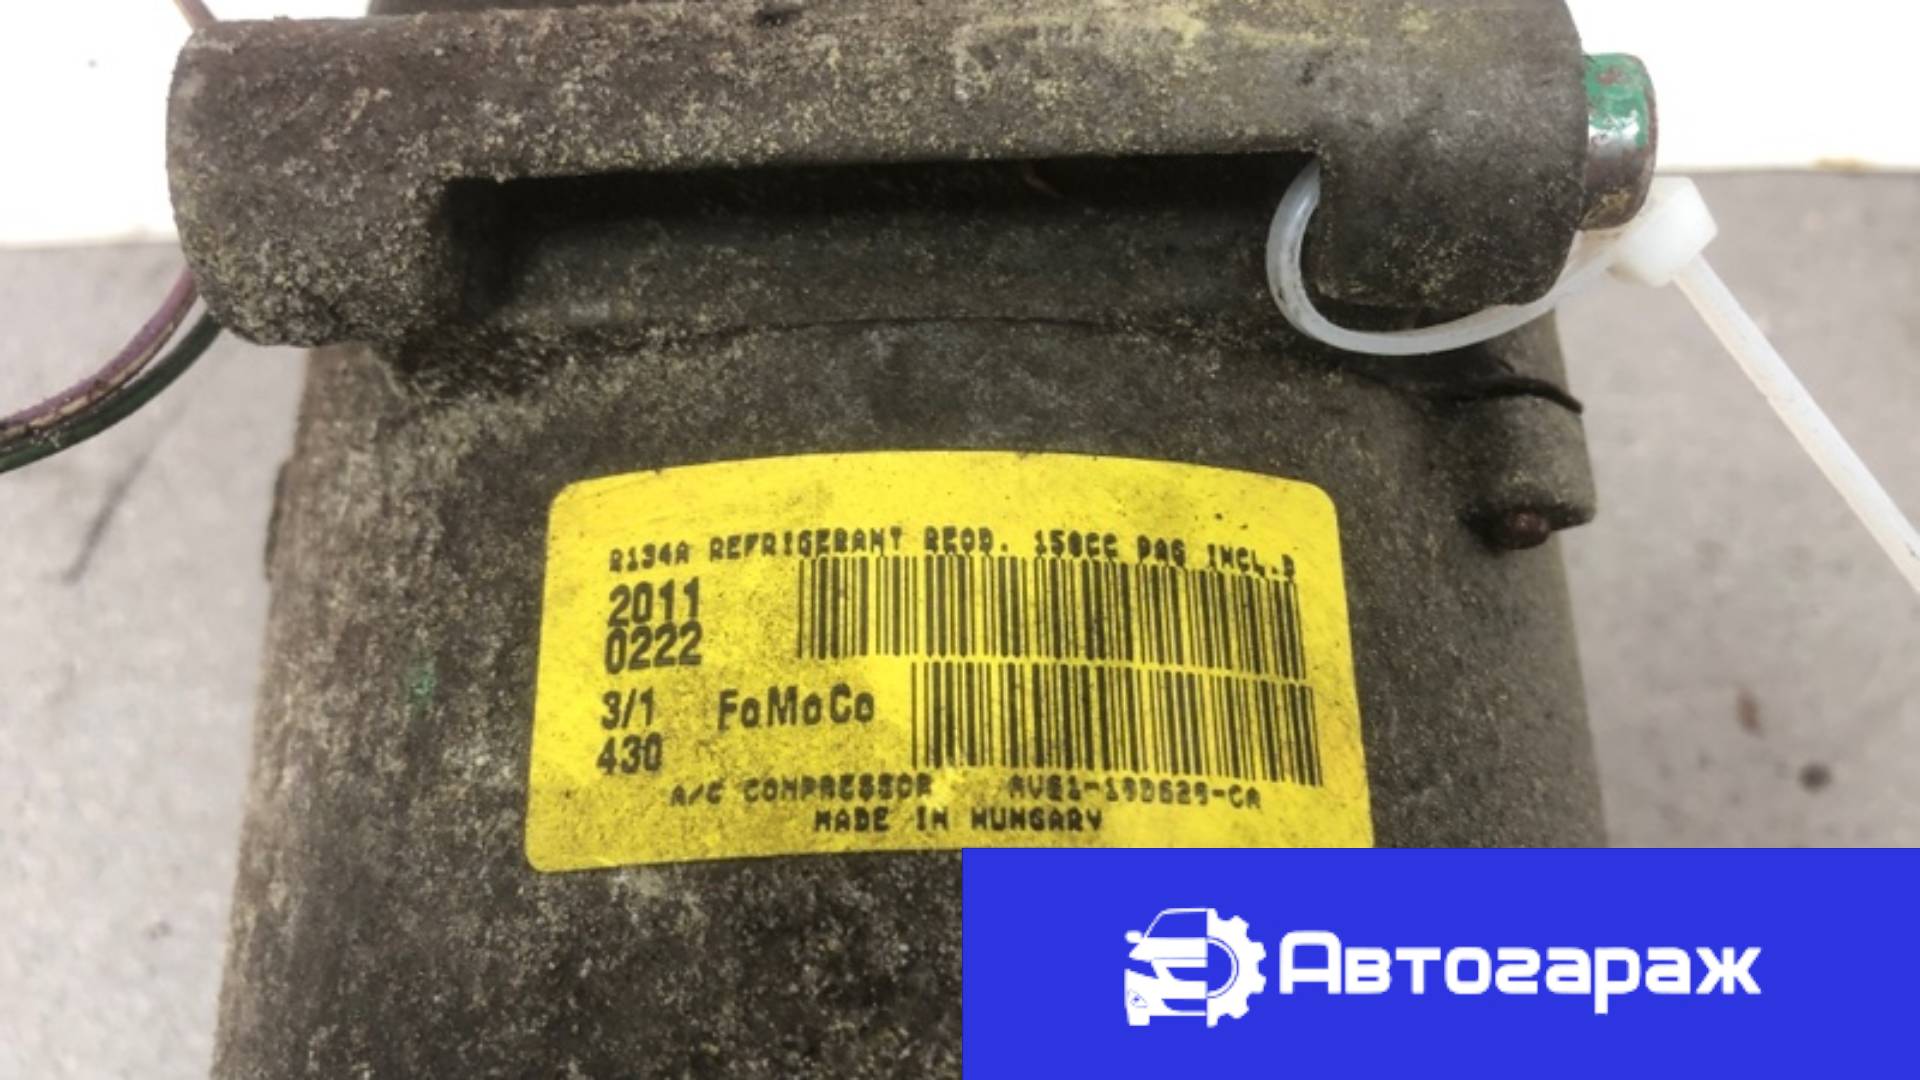 R134A REFRIGERANT REQD. 150CC PAG INCL.D
2011
0222
3/1 FoMoCo
430
A/C COMPRESSOR AV61-19D629-CA
MADE IN HUNGARY
Автогараж